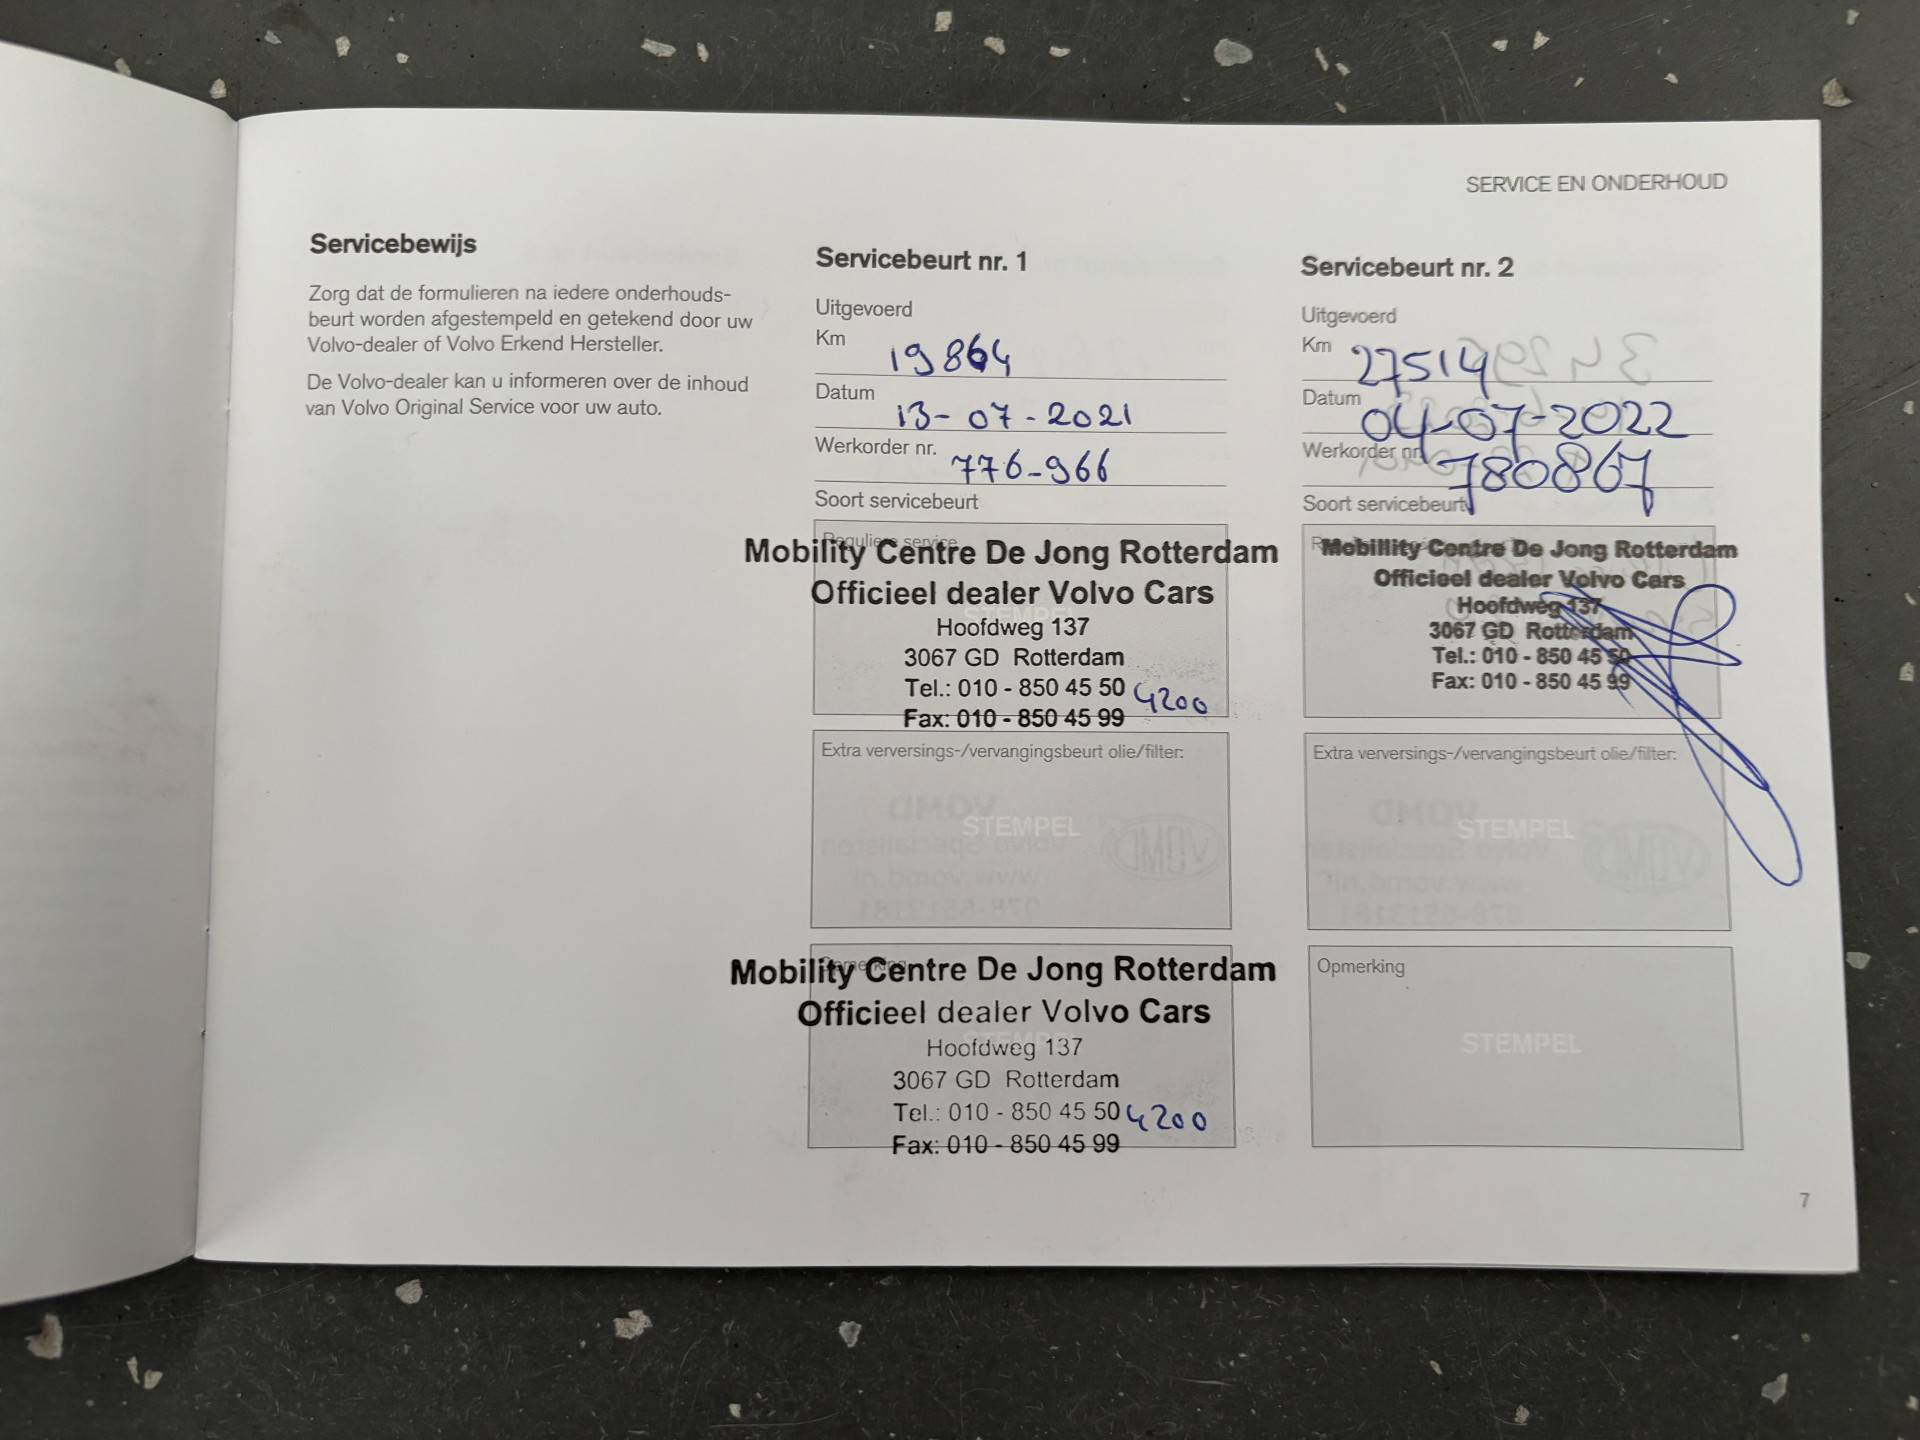 SERVICE EN ONDERHOUD
Servicebewijs
Zorg dat de formulieren na iedere onderhouds-
beurt worden afgestempeld en getekend door uw
Volvo-dealer of Volvo Erkend Hersteller.
De Volvo-dealer kan u informeren over de inhoud
van Volvo Original Service voor uw auto.
Servicebeurt nr. 1
Uitgevoerd
Km 19864
Datum 13-07-2021
Werkorder nr. 776-966
Soort servicebeurt
Reguliere service
Mobility Centre De Jong Rotterdam
Officieel dealer Volvo Cars
STEMPEL
Hoofdweg 137
3067 GD Rotterdam
Tel.: 010 - 850 45 50 4200
Fax: 010 - 850 45 99
Extra verversings-/vervangingsbeurt olie/filter:
STEMPEL
Opmerking
Mobility Centre De Jong Rotterdam
Officieel dealer Volvo Cars
STEMPEL
Hoofdweg 137
3067 GD Rotterdam
Tel.: 010 - 850 45 50 4200
Fax: 010 - 850 45 99
Servicebeurt nr. 2
Uitgevoerd
Km 27514
Datum 04-07-2022
Werkorder nr. 780867
Soort servicebeurt
Mobillity Centre De Jong Rotterdam
Officieel dealer Volvo Cars
Hoofdweg 137
3067 GD Rotterdam
Tel.: 010 - 850 45 50
Fax: 010 - 850 45 99
Extra verversings-/vervangingsbeurt olie/filter:
STEMPEL
Opmerking
STEMPEL
7